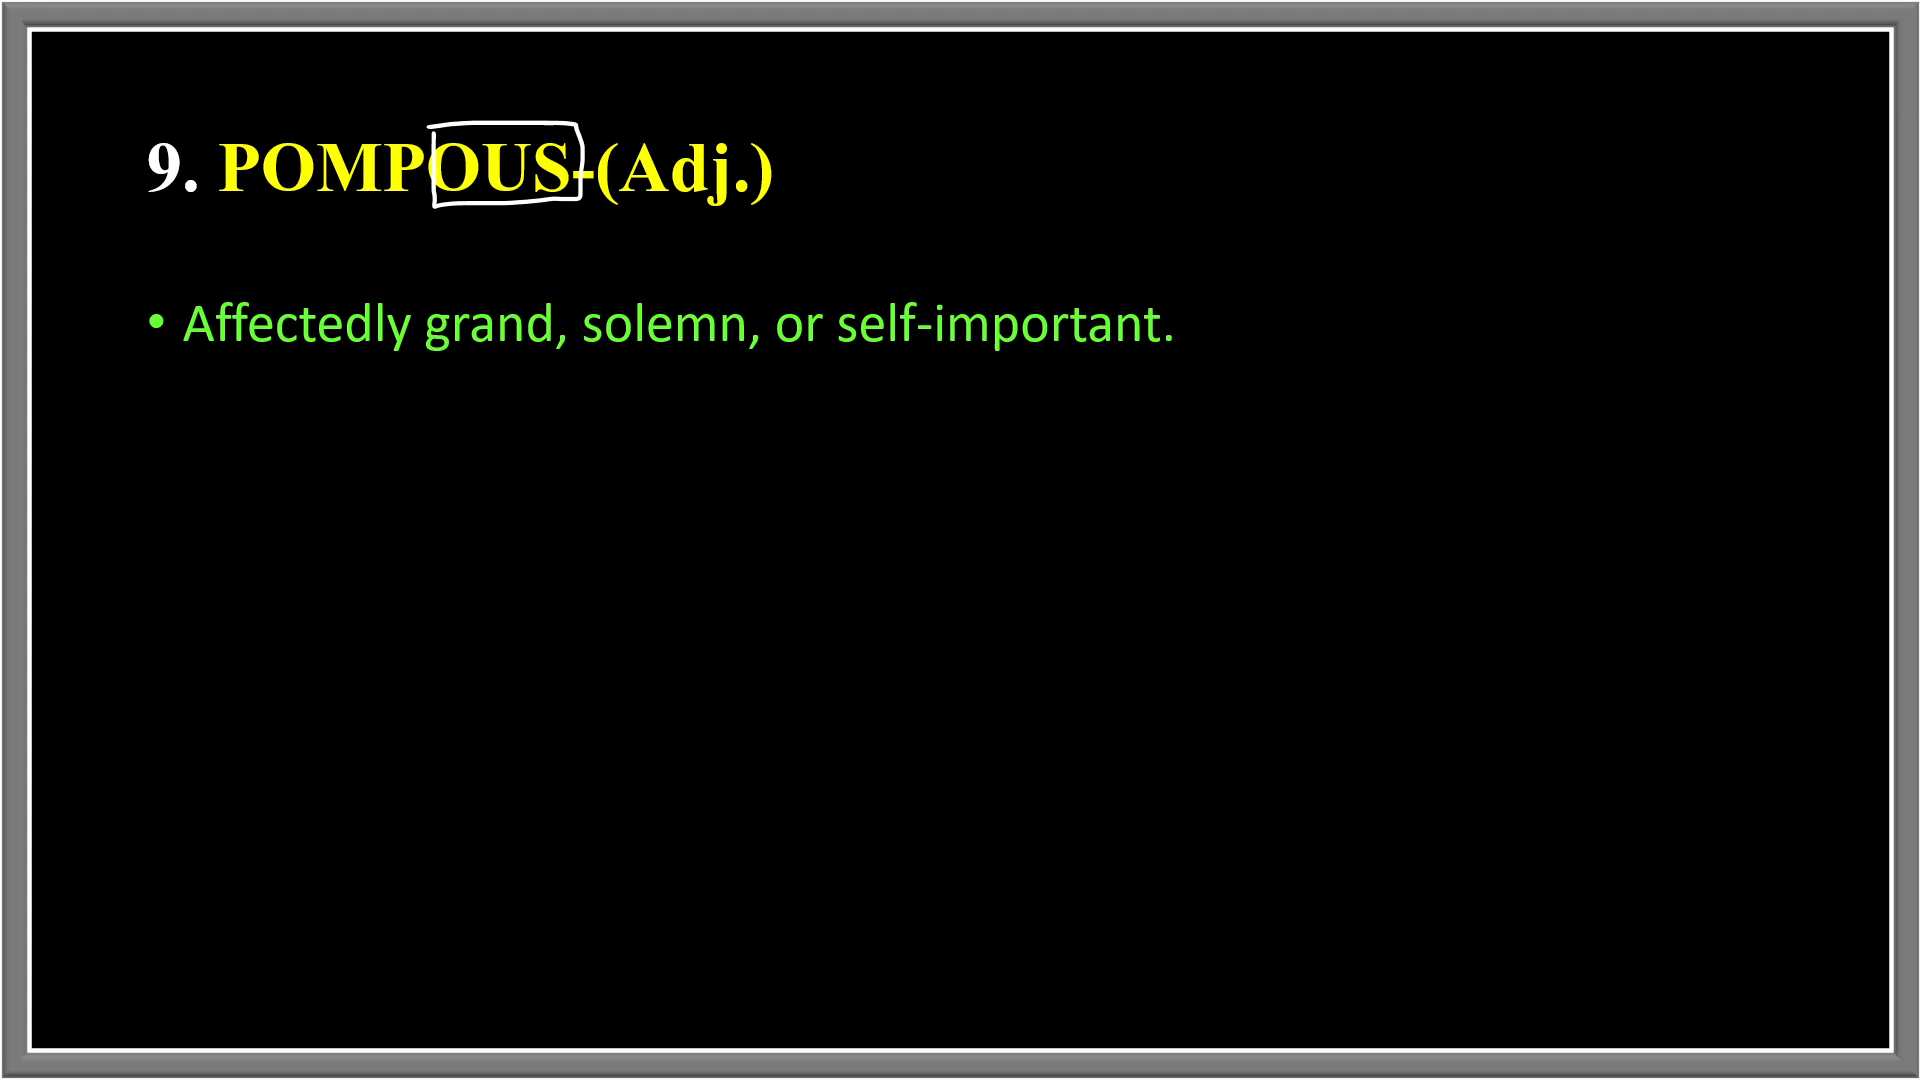 9. POMPOUS-(Adj.)
• Affectedly grand, solemn, or self-important.